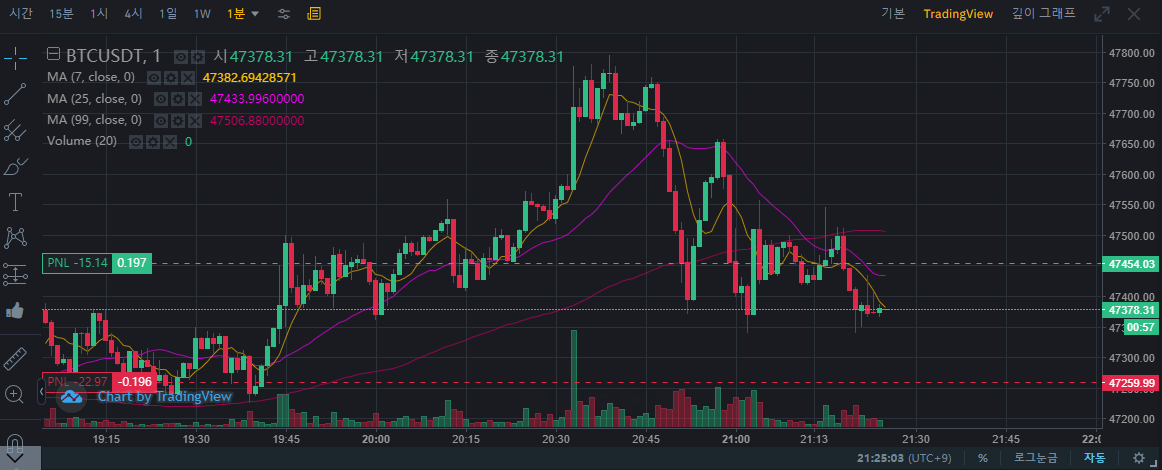 시간 15분 1시 4시 1일 1W 1분 기본 TradingView 깊이 그래프
BTCUSDT, 1 시47378.31 고47378.31 저47378.31 종47378.31
MA (7, close, 0) 47382.69428571
MA (25, close, 0) 47433.99600000
MA (99, close, 0) 47506.88000000
Volume (20) 0
47800.00
47750.00
47700.00
47650.00
47600.00
47550.00
47500.00
PNL -15.14 0.197 47454.03
47400.00
47378.31
00:57
47300.00
PNL -22.97 -0.196 47259.99
Chart by TradingView
47200.00
19:15 19:30 19:45 20:00 20:15 20:30 20:45 21:00 21:13 21:30 21:45
21:25:03 (UTC+9) % 로그눈금 자동